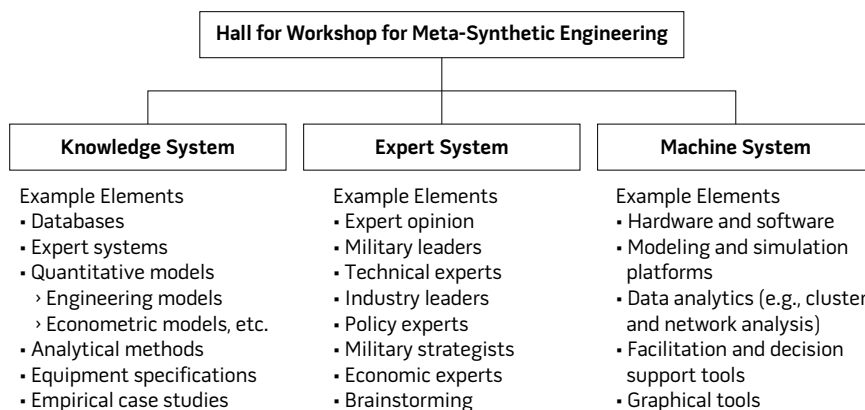 Hall for Workshop for Meta-Synthetic Engineering
Knowledge System
Example Elements
▪ Databases
▪ Expert systems
▪ Quantitative models
› Engineering models
› Econometric models, etc.
▪ Analytical methods
▪ Equipment specifications
▪ Empirical case studies
Expert System
Example Elements
▪ Expert opinion
▪ Military leaders
▪ Technical experts
▪ Industry leaders
▪ Policy experts
▪ Military strategists
▪ Economic experts
▪ Brainstorming
Machine System
Example Elements
▪ Hardware and software
▪ Modeling and simulation
platforms
▪ Data analytics (e.g., cluster
and network analysis)
▪ Facilitation and decision
support tools
▪ Graphical tools